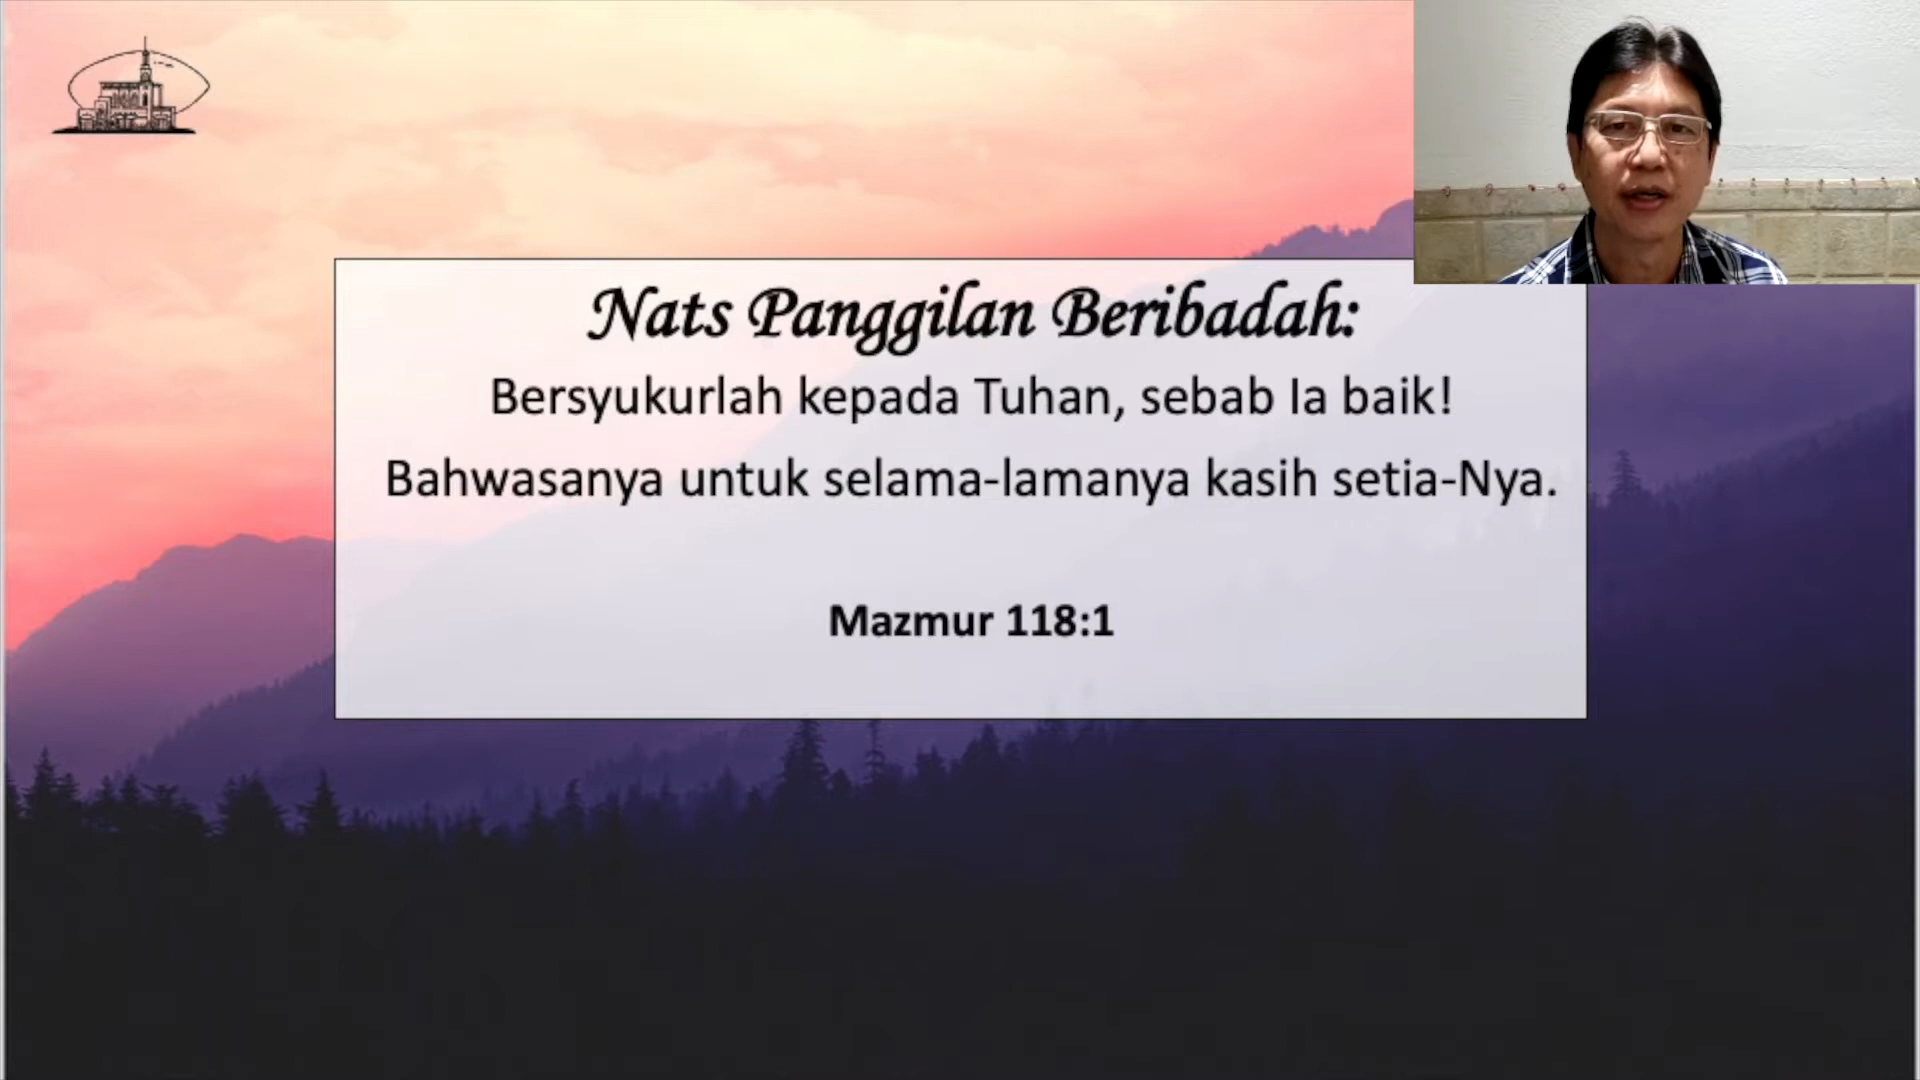 Nats Panggilan Beribadah:
Bersyukurlah kepada Tuhan, sebab Ia baik!
Bahwasanya untuk selama-lamanya kasih setia-Nya.
Mazmur 118:1